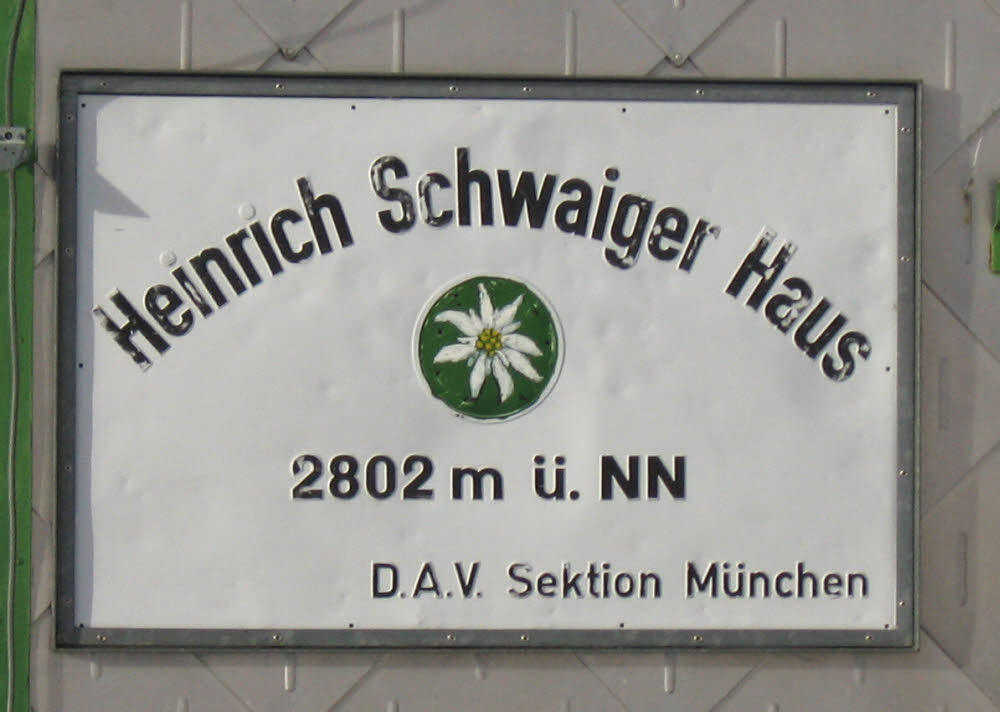 Heinrich Schwaiger Haus
2802 m ü. NN
D.A.V. Sektion München